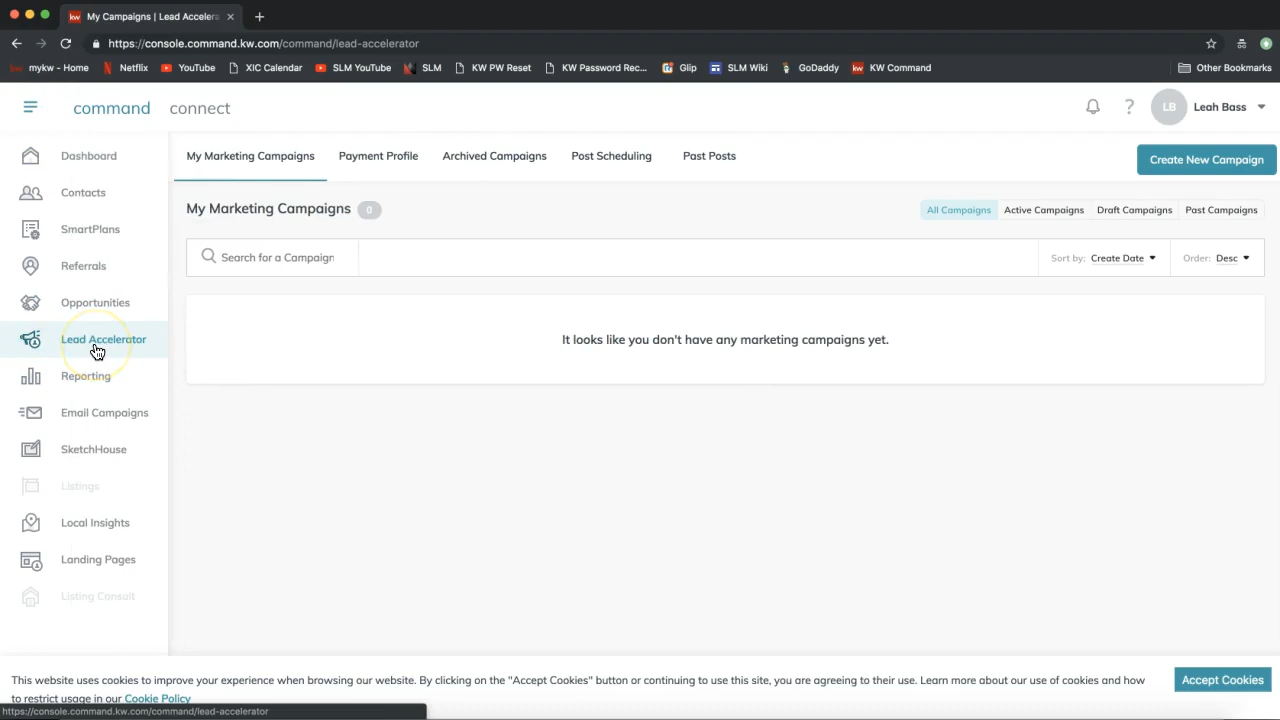 kw My Campaigns | Lead Accelera
https://console.command.kw.com/command/lead-accelerator
kw mykw - Home Netflix YouTube XIC Calendar SLM YouTube SLM KW PW Reset KW Password Rec... Glip SLM Wiki GoDaddy kw KW Command Other Bookmarks
command connect ? LB Leah Bass
Dashboard
Contacts
SmartPlans
Referrals
Opportunities
Lead Accelerator
Reporting
Email Campaigns
SketchHouse
Listings
Local Insights
Landing Pages
Listing Consult
My Marketing Campaigns Payment Profile Archived Campaigns Post Scheduling Past Posts Create New Campaign
My Marketing Campaigns 0 All Campaigns Active Campaigns Draft Campaigns Past Campaigns
Search for a Campaign Sort by: Create Date Order: Desc
It looks like you don't have any marketing campaigns yet.
This website uses cookies to improve your experience when browsing our website. By clicking on the "Accept Cookies" button or continuing to use this site, you are agreeing to their use. Learn more about our use of cookies and how
to restrict usage in our Cookie Policy
Accept Cookies
https://console.command.kw.com/command/lead-accelerator